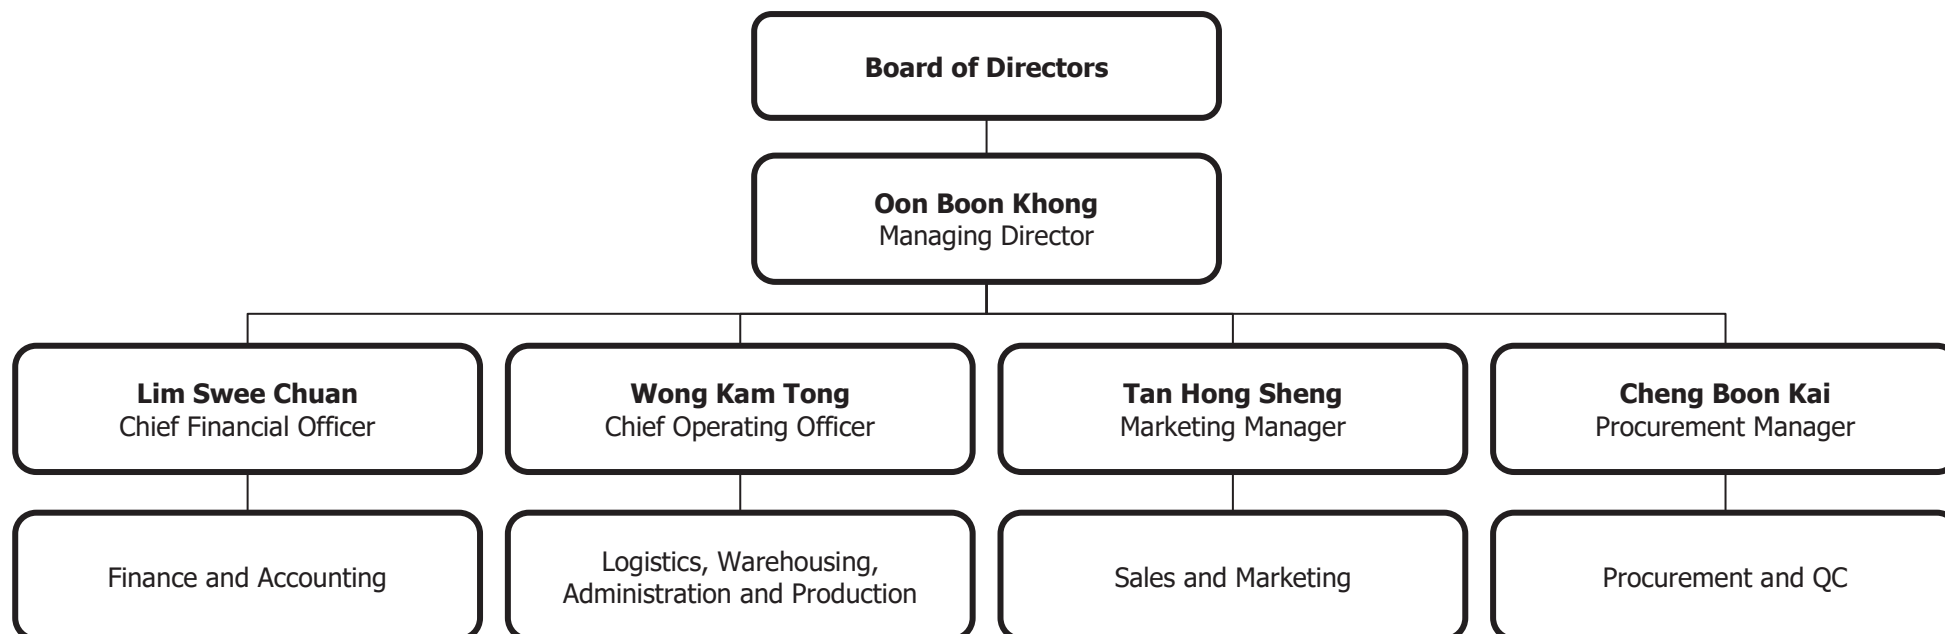 Board of Directors
Oon Boon Khong
Managing Director
Lim Swee Chuan
Chief Financial Officer
Wong Kam Tong
Chief Operating Officer
Tan Hong Sheng
Marketing Manager
Cheng Boon Kai
Procurement Manager
Finance and Accounting
Logistics, Warehousing,
Administration and Production
Sales and Marketing
Procurement and QC